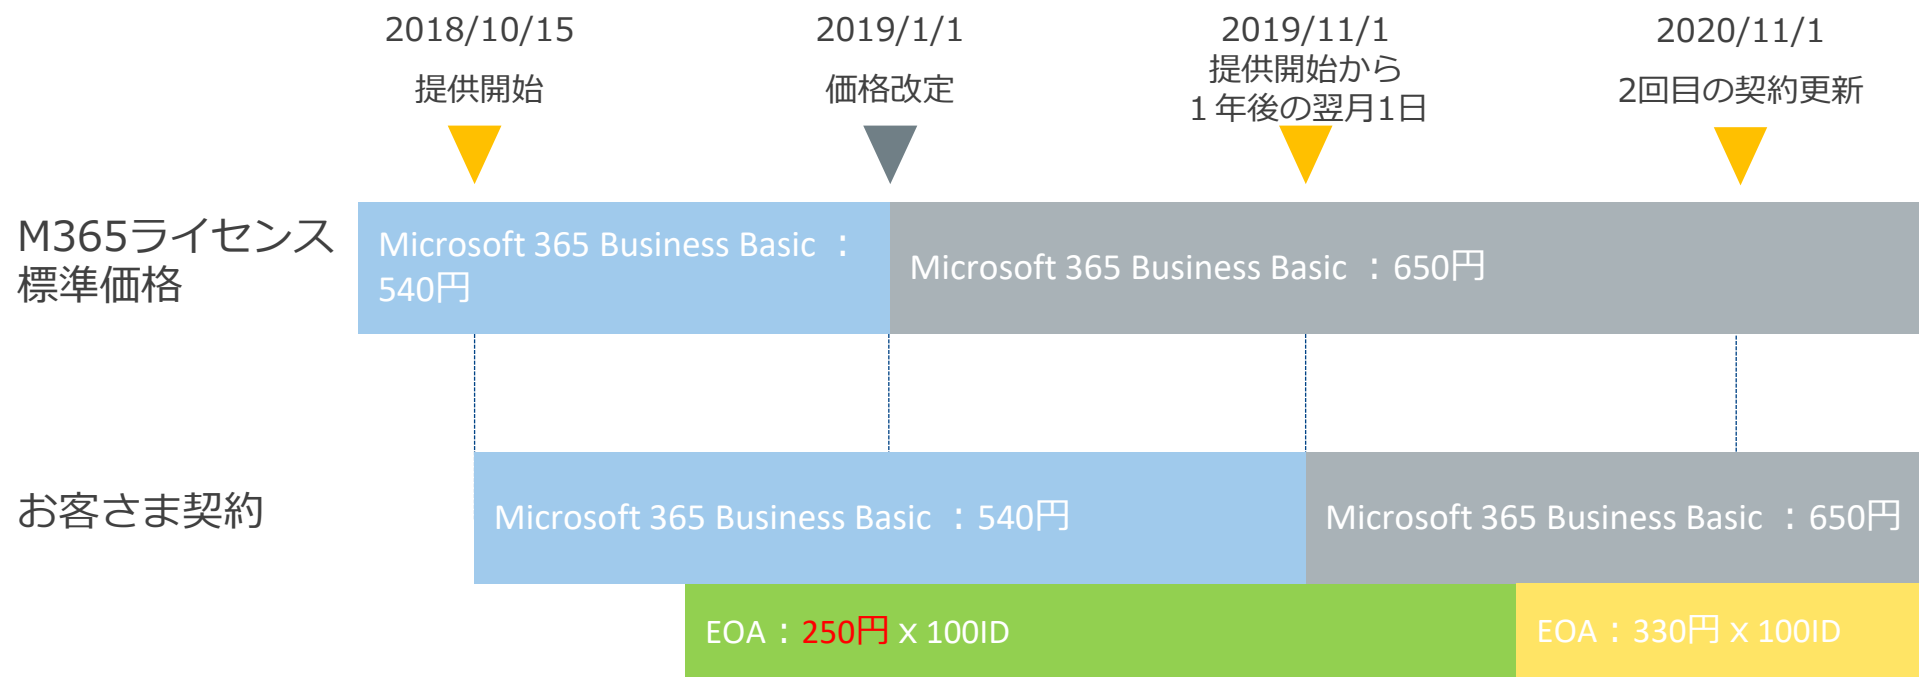 2018/10/15
提供開始
2019/1/1
価格改定
2019/11/1
提供開始から
１年後の翌月1日
2020/11/1
2回目の契約更新
M365ライセンス
標準価格
Microsoft 365 Business Basic ：
540円
Microsoft 365 Business Basic ：650円
お客さま契約
Microsoft 365 Business Basic ：540円
Microsoft 365 Business Basic ：650円
EOA：250円 x 100ID
EOA：330円 x 100ID